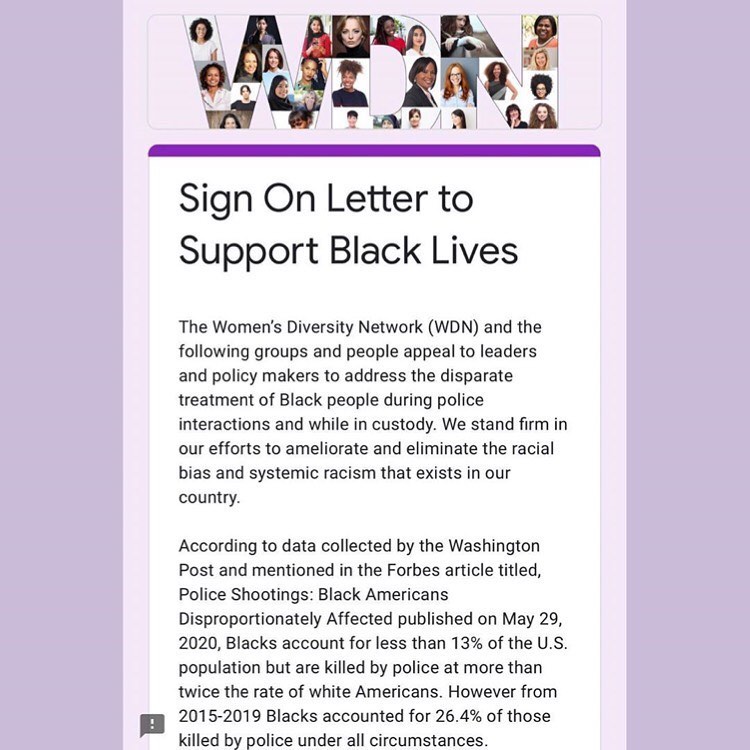 WDN
Sign On Letter to
Support Black Lives
The Women’s Diversity Network (WDN) and the
following groups and people appeal to leaders
and policy makers to address the disparate
treatment of Black people during police
interactions and while in custody. We stand firm in
our efforts to ameliorate and eliminate the racial
bias and systemic racism that exists in our
country.
According to data collected by the Washington
Post and mentioned in the Forbes article titled,
Police Shootings: Black Americans
Disproportionately Affected published on May 29,
2020, Blacks account for less than 13% of the U.S.
population but are killed by police at more than
twice the rate of white Americans. However from
2015-2019 Blacks accounted for 26.4% of those
killed by police under all circumstances.